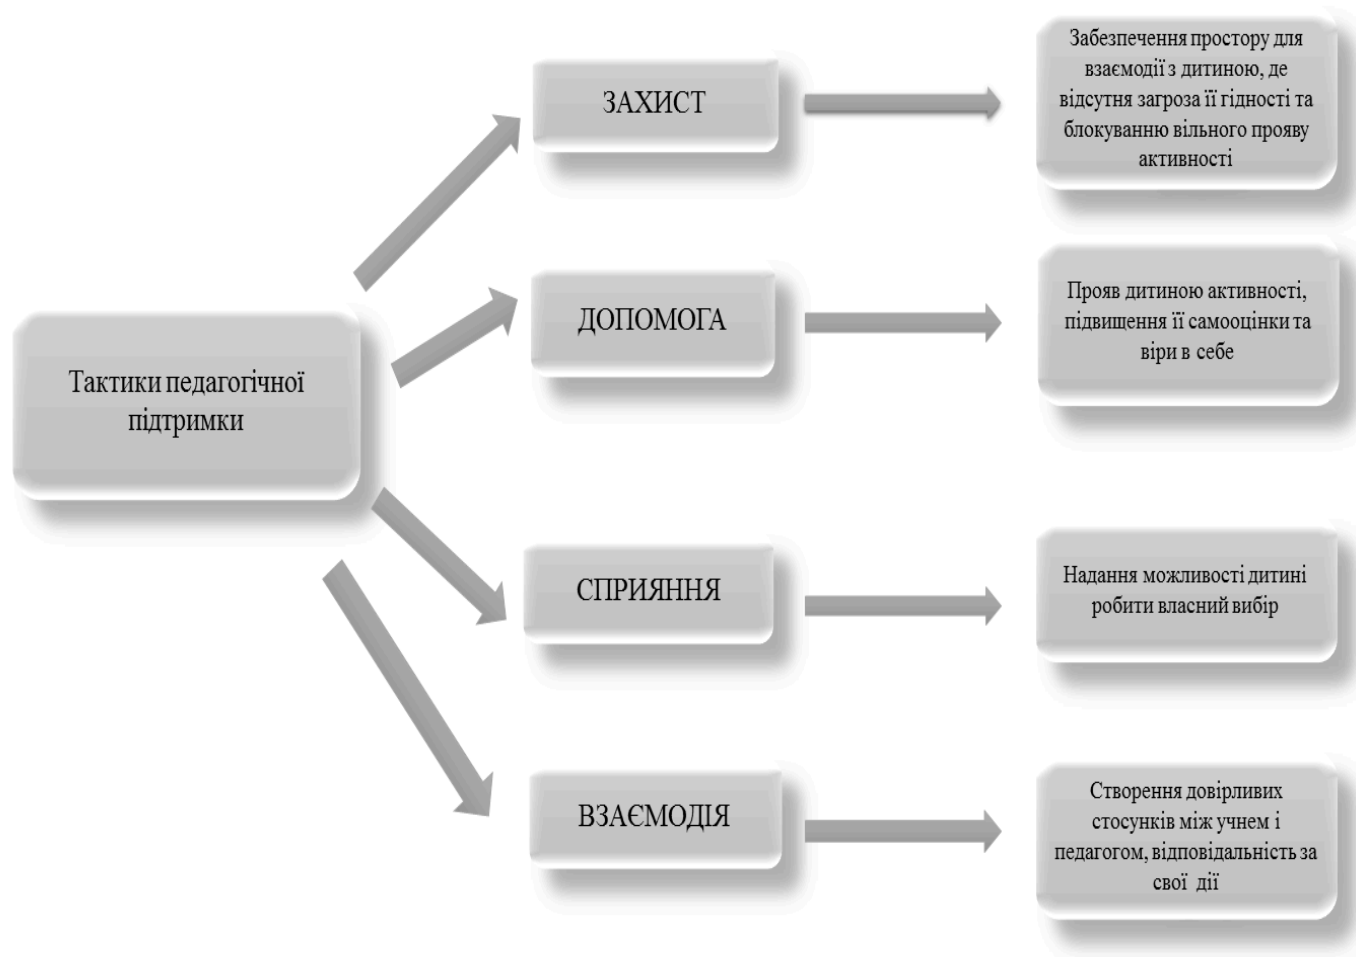 Тактики педагогічної
підтримки
ЗАХИСТ
Забезпечення простору для
взаємодії з дитиною, де
відсутня загроза її гідності та
блокуванню вільного прояву
активності
ДОПОМОГА
Прояв дитиною активності,
підвищення її самооцінки та
віри в себе
СПРИЯННЯ
Надання можливості дитині
робити власний вибір
ВЗАЄМОДІЯ
Створення довірливих
стосунків між учнем і
педагогом, відповідальність за
свої дії